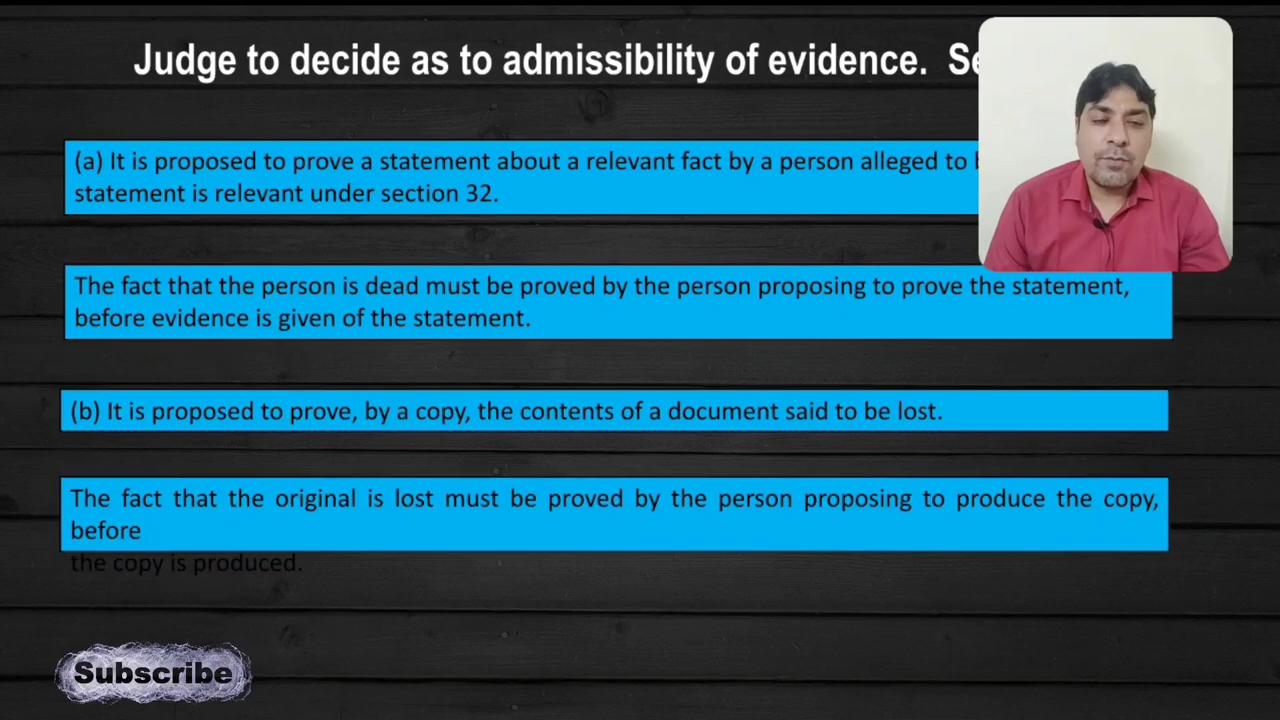 Judge to decide as to admissibility of evidence.
(a) It is proposed to prove a statement about a relevant fact by a person alleged to
statement is relevant under section 32.
The fact that the person is dead must be proved by the person proposing to prove the statement,
before evidence is given of the statement.
(b) It is proposed to prove, by a copy, the contents of a document said to be lost.
The fact that the original is lost must be proved by the person proposing to produce the copy,
before
the copy is produced.
Subscribe